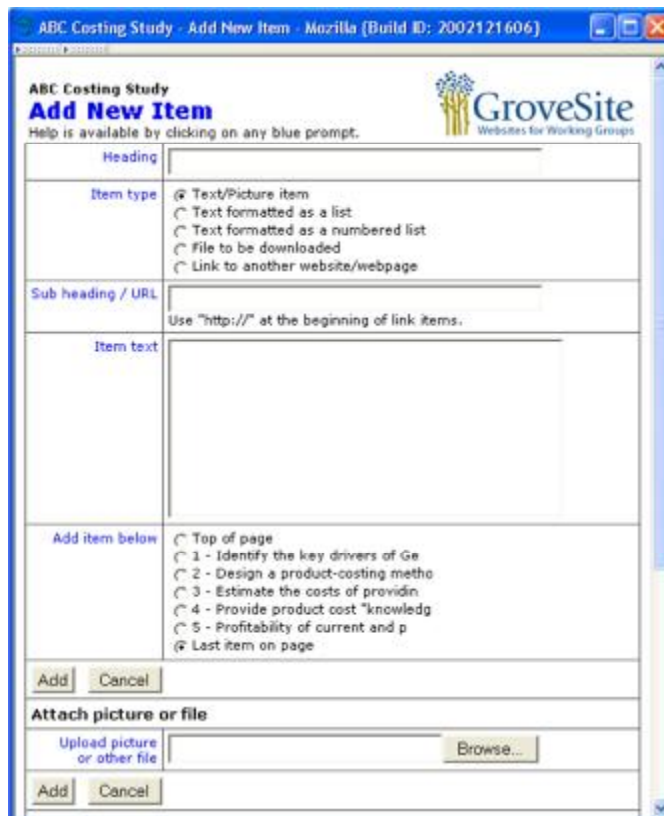 ABC Costing Study - Add New Item - Mozilla {Build ID: 2002121606}
ABC Costing Study
Add New Item
Help is available by clicking on any blue prompt.
GroveSite
Websites for Working Groups
Heading
Item type
Text/Picture item
Text formatted as a list
Text formatted as a numbered list
File to be downloaded
Link to another website/webpage
Sub heading / URL
Use "http://" at the beginning of link items.
Item text
Add item below
Top of page
1 - Identify the key drivers of Ge
2 - Design a product-costing metho
3 - Estimate the costs of providin
4 - Provide product cost "knowledg
5 - Profitability of current and p
Last item on page
Add Cancel
Attach picture or file
Upload picture
or other file
Browse...
Add Cancel